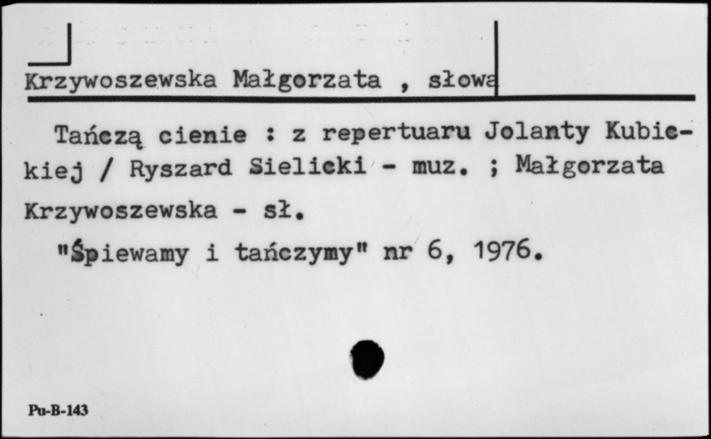 Krzywoszewska Małgorzata , słowa
Tańczą cienie : z repertuaru Jolanty Kubic-
kiej / Ryszard Sielicki - muz. ; Małgorzata
Krzywoszewska - sł.
"Śpiewamy i tańczymy" nr 6, 1976.
Pu-B-143